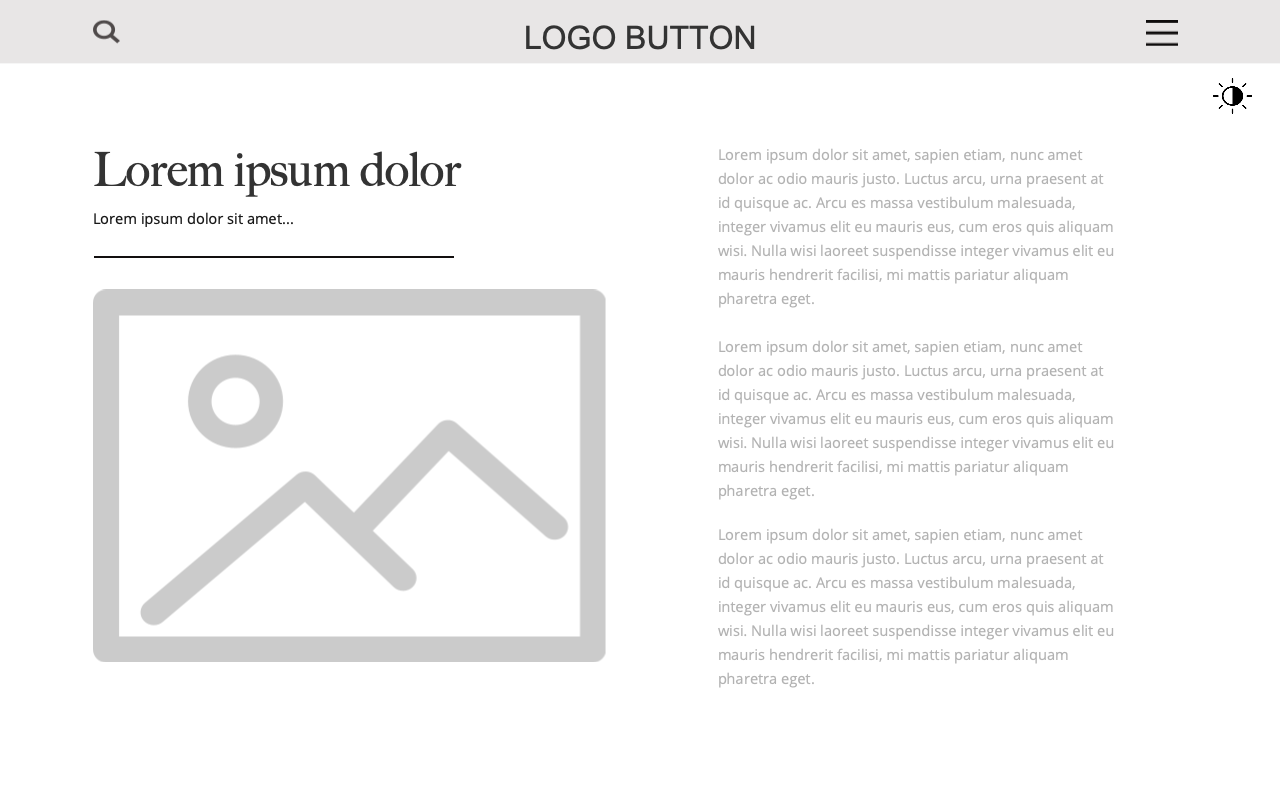 LOGO BUTTON
Lorem ipsum dolor
Lorem ipsum dolor sit amet...
Lorem ipsum dolor sit amet, sapien etiam, nunc amet
dolor ac odio mauris justo. Luctus arcu, urna praesent at
id quisque ac. Arcu es massa vestibulum malesuada,
integer vivamus elit eu mauris eus, cum eros quis aliquam
wisi. Nulla wisi laoreet suspendisse integer vivamus elit eu
mauris hendrerit facilisi, mi mattis pariatur aliquam
pharetra eget.
Lorem ipsum dolor sit amet, sapien etiam, nunc amet
dolor ac odio mauris justo. Luctus arcu, urna praesent at
id quisque ac. Arcu es massa vestibulum malesuada,
integer vivamus elit eu mauris eus, cum eros quis aliquam
wisi. Nulla wisi laoreet suspendisse integer vivamus elit eu
mauris hendrerit facilisi, mi mattis pariatur aliquam
pharetra eget.
Lorem ipsum dolor sit amet, sapien etiam, nunc amet
dolor ac odio mauris justo. Luctus arcu, urna praesent at
id quisque ac. Arcu es massa vestibulum malesuada,
integer vivamus elit eu mauris eus, cum eros quis aliquam
wisi. Nulla wisi laoreet suspendisse integer vivamus elit eu
mauris hendrerit facilisi, mi mattis pariatur aliquam
pharetra eget.